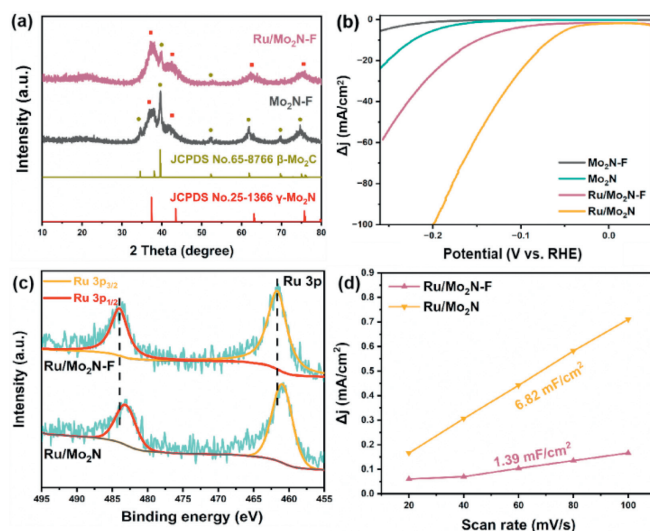 (a)
Ru/Mo₂N-F
Mo₂N-F
JCPDS No.65-8766 β-Mo₂C
JCPDS No.25-1366 γ-Mo₂N
Intensity (a.u.)
10 20 30 40 50 60 70 80
2 Theta (degree)
(b)
0
-20
-40
-60
-80
-100
Δj (mA/cm²)
Mo₂N-F
Mo₂N
Ru/Mo₂N-F
Ru/Mo₂N
-0.2 -0.1 0.0
Potential (V vs. RHE)
(c)
Ru 3p₃/₂
Ru 3p₁/₂
Ru 3p
Ru/Mo₂N-F
Ru/Mo₂N
Intensity (a.u.)
495 490 485 480 475 470 465 460 455
Binding energy (eV)
(d)
0.9
0.8
0.7
0.6
0.5
0.4
0.3
0.2
0.1
0.0
Δj (mA/cm²)
Ru/Mo₂N-F
Ru/Mo₂N
6.82 mF/cm²
1.39 mF/cm²
20 40 60 80 100
Scan rate (mV/s)